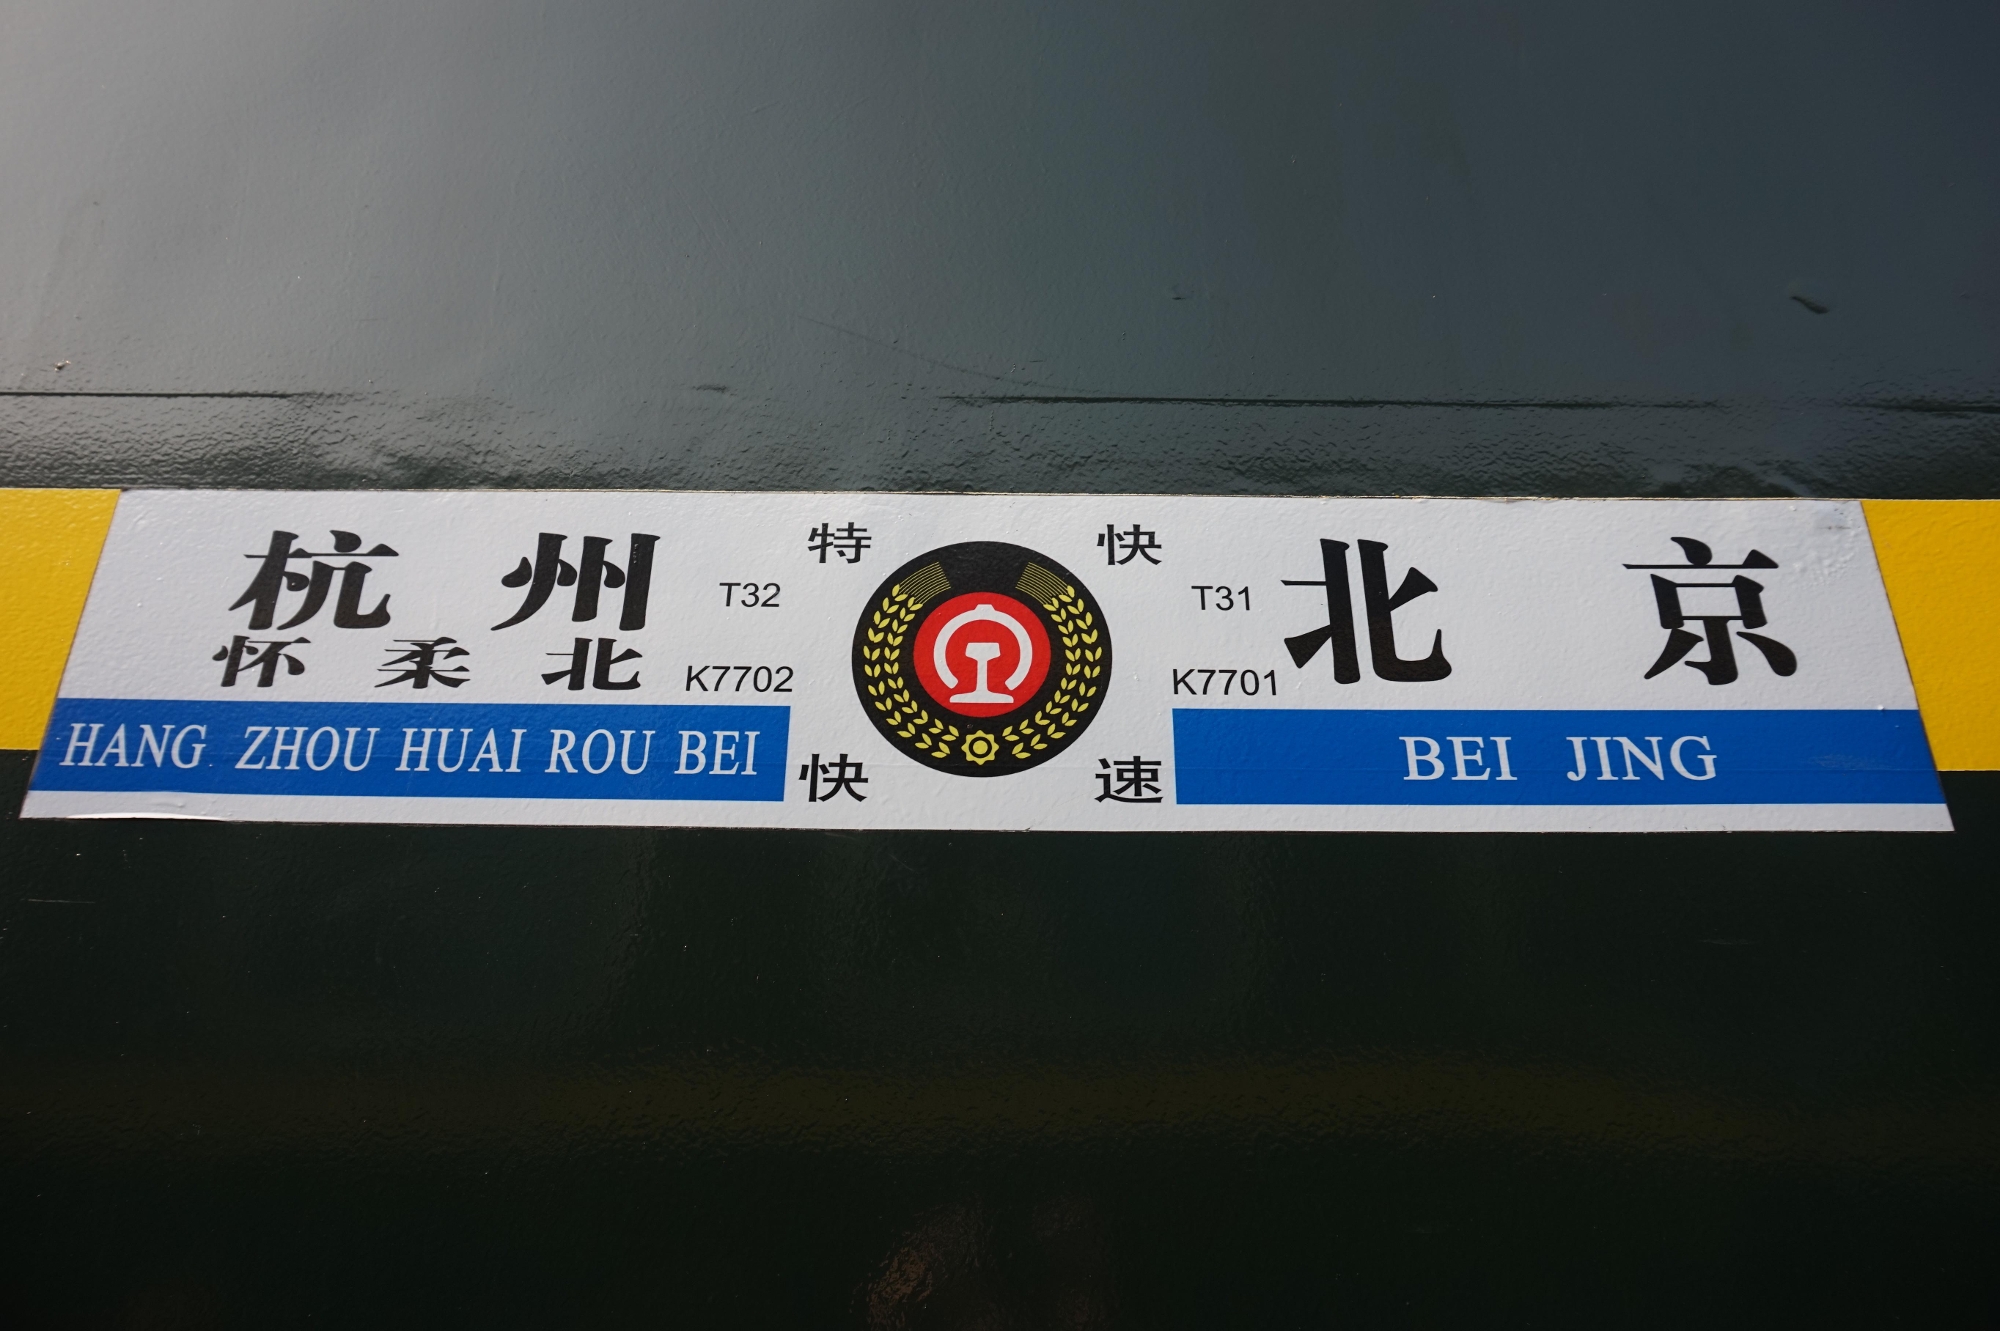 特 快
杭 州 T32 T31 北 京
怀 柔 北 K7702 K7701
HANG ZHOU HUAI ROU BEI BEI JING
快 速